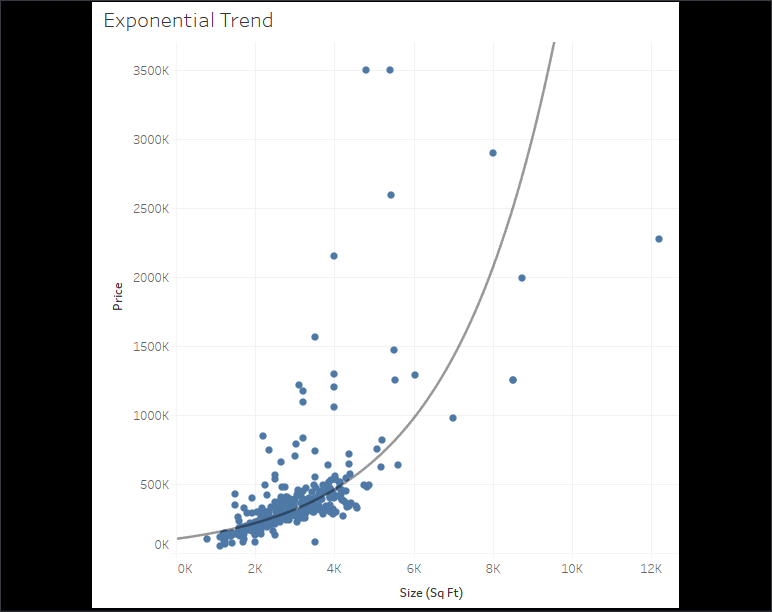 Exponential Trend
3500K
3000K
2500K
2000K
1500K
1000K
500K
0K
Price
0K 2K 4K 6K 8K 10K 12K
Size (Sq Ft)